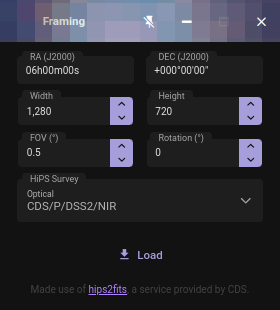 Framing
RA (J2000)
DEC (J2000)
06h00m00s
+000°00'00"
Width
Height
1,280
720
FOV (°)
Rotation (°)
0.5
0
HiPS Survey
Optical
CDS/P/DSS2/NIR
Load
Made use of hips2fits, a service provided by CDS.